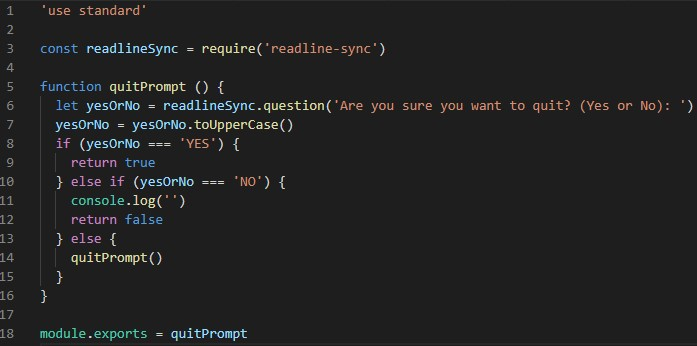 1 'use standard'
2
3 const readlineSync = require('readline-sync')
4
5 function quitPrompt () {
6   let yesOrNo = readlineSync.question('Are you sure you want to quit? (Yes or No): ')
7   yesOrNo = yesOrNo.toUpperCase()
8   if (yesOrNo === 'YES') {
9     return true
10   } else if (yesOrNo === 'NO') {
11     console.log('')
12     return false
13   } else {
14     quitPrompt()
15   }
16 }
17
18 module.exports = quitPrompt